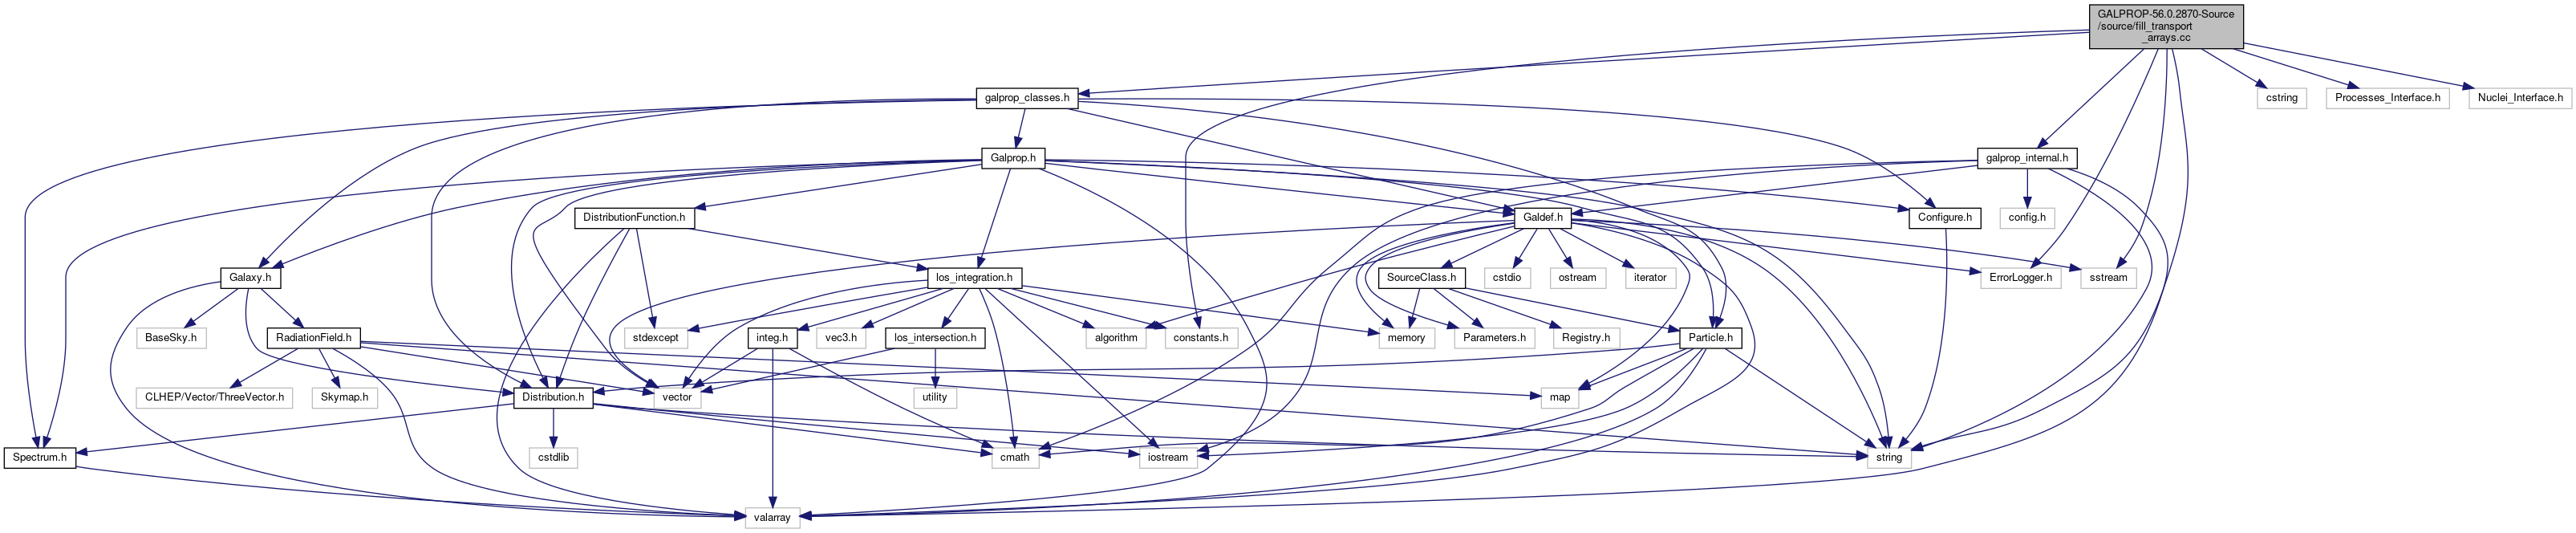 GALPROP-56.0.2870-Source
/source/fill_transport
_arrays.cc
galprop_classes.h
cstring
Processes_Interface.h
Nuclei_Interface.h
Galprop.h
galprop_internal.h
DistributionFunction.h
Galdef.h
Configure.h
config.h
Galaxy.h
los_integration.h
SourceClass.h
cstdio
ostream
iterator
ErrorLogger.h
sstream
BaseSky.h
RadiationField.h
stdexcept
integ.h
vec3.h
los_intersection.h
algorithm
constants.h
memory
Parameters.h
Registry.h
Particle.h
CLHEP/Vector/ThreeVector.h
Skymap.h
Distribution.h
vector
utility
map
Spectrum.h
cstdlib
cmath
iostream
string
valarray